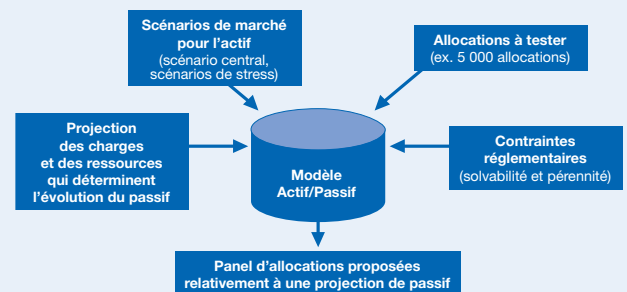 Scénarios de marché
pour l'actif
(scénario central,
scénarios de stress)
Allocations à tester
(ex. 5 000 allocations)
Projection
des charges
et des ressources
qui déterminent
l'évolution du passif
Modèle
Actif/Passif
Contraintes
réglementaires
(solvabilité et pérennité)
Panel d'allocations proposées
relativement à une projection de passif